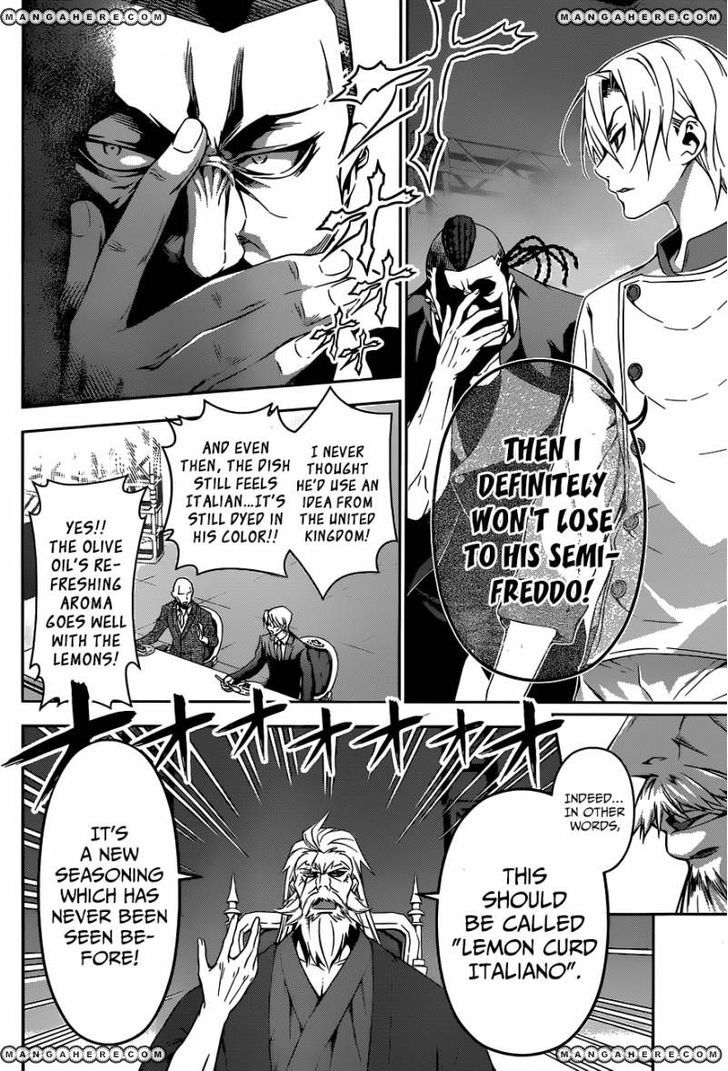 MANGAHERE.COM
MANGAHERE.COM
THEN I
DEFINITELY
WON'T LOSE
TO HIS SEMI-
FREDDO!
I NEVER
THOUGHT
HE'D USE AN
IDEA FROM
THE UNITED
KINGDOM!
AND EVEN
THEN, THE DISH
STILL FEELS
ITALIAN...IT'S
STILL DYED IN
HIS COLOR!!
YES!!
THE OLIVE
OIL'S RE-
FRESHING
AROMA
GOES WELL
WITH THE
LEMONS!
INDEED...
IN OTHER
WORDS,
THIS
SHOULD
BE CALLED
"LEMON CURD
ITALIANO".
IT'S
A NEW
SEASONING
WHICH HAS
NEVER BEEN
SEEN BE-
FORE!
MANGAHERE.COM
MANGAHERE.COM